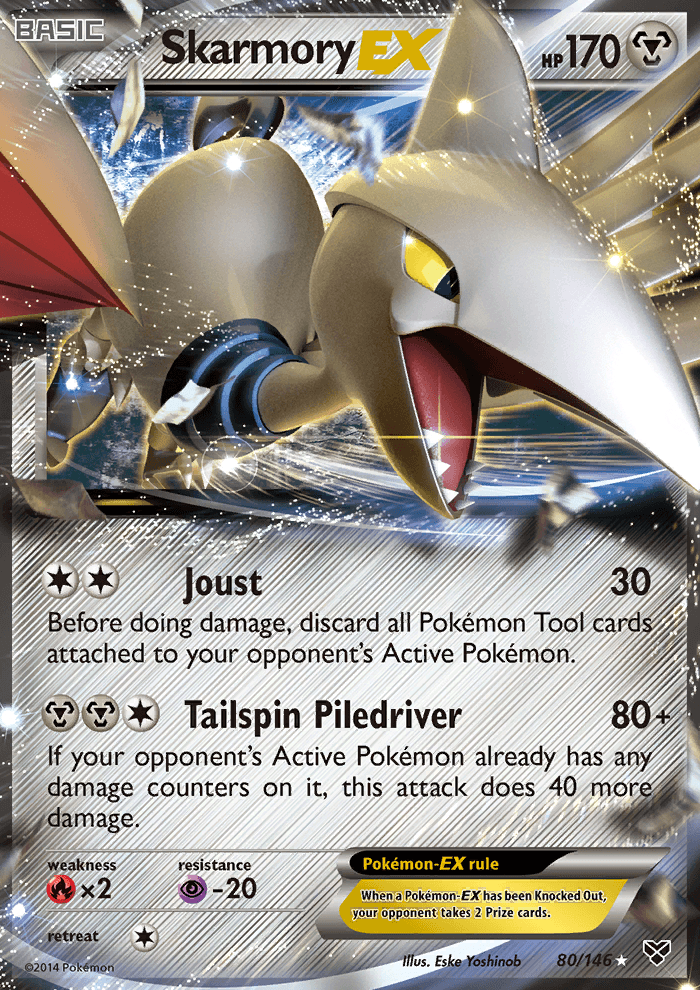 BASIC
Skarmory EX HP 170
Joust 30
Before doing damage, discard all Pokémon Tool cards
attached to your opponent's Active Pokémon.
Tailspin Piledriver 80+
If your opponent's Active Pokémon already has any
damage counters on it, this attack does 40 more
damage.
weakness resistance
×2 -20
retreat
Pokémon-EX rule
When a Pokémon-EX has been Knocked Out,
your opponent takes 2 Prize cards.
©2014 Pokémon
Illus. Eske Yoshinob 80/146